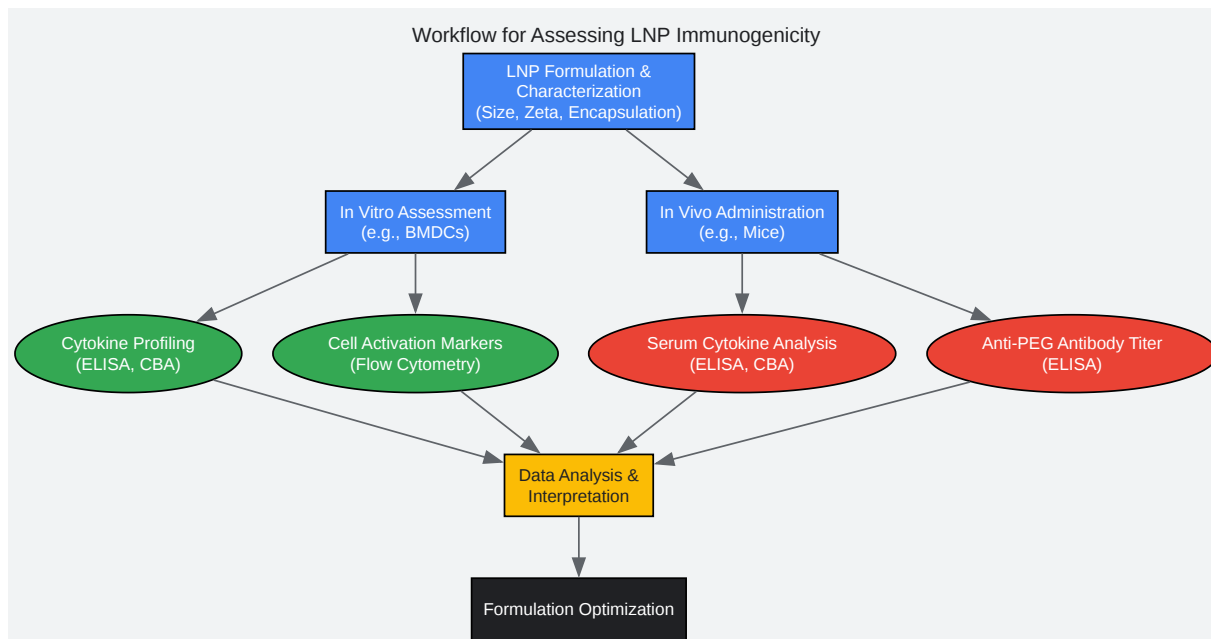 Workflow for Assessing LNP Immunogenicity
LNP Formulation &
Characterization
(Size, Zeta, Encapsulation)
In Vitro Assessment
(e.g., BMDCs)
In Vivo Administration
(e.g., Mice)
Cytokine Profiling
(ELISA, CBA)
Cell Activation Markers
(Flow Cytometry)
Serum Cytokine Analysis
(ELISA, CBA)
Anti-PEG Antibody Titer
(ELISA)
Data Analysis &
Interpretation
Formulation Optimization